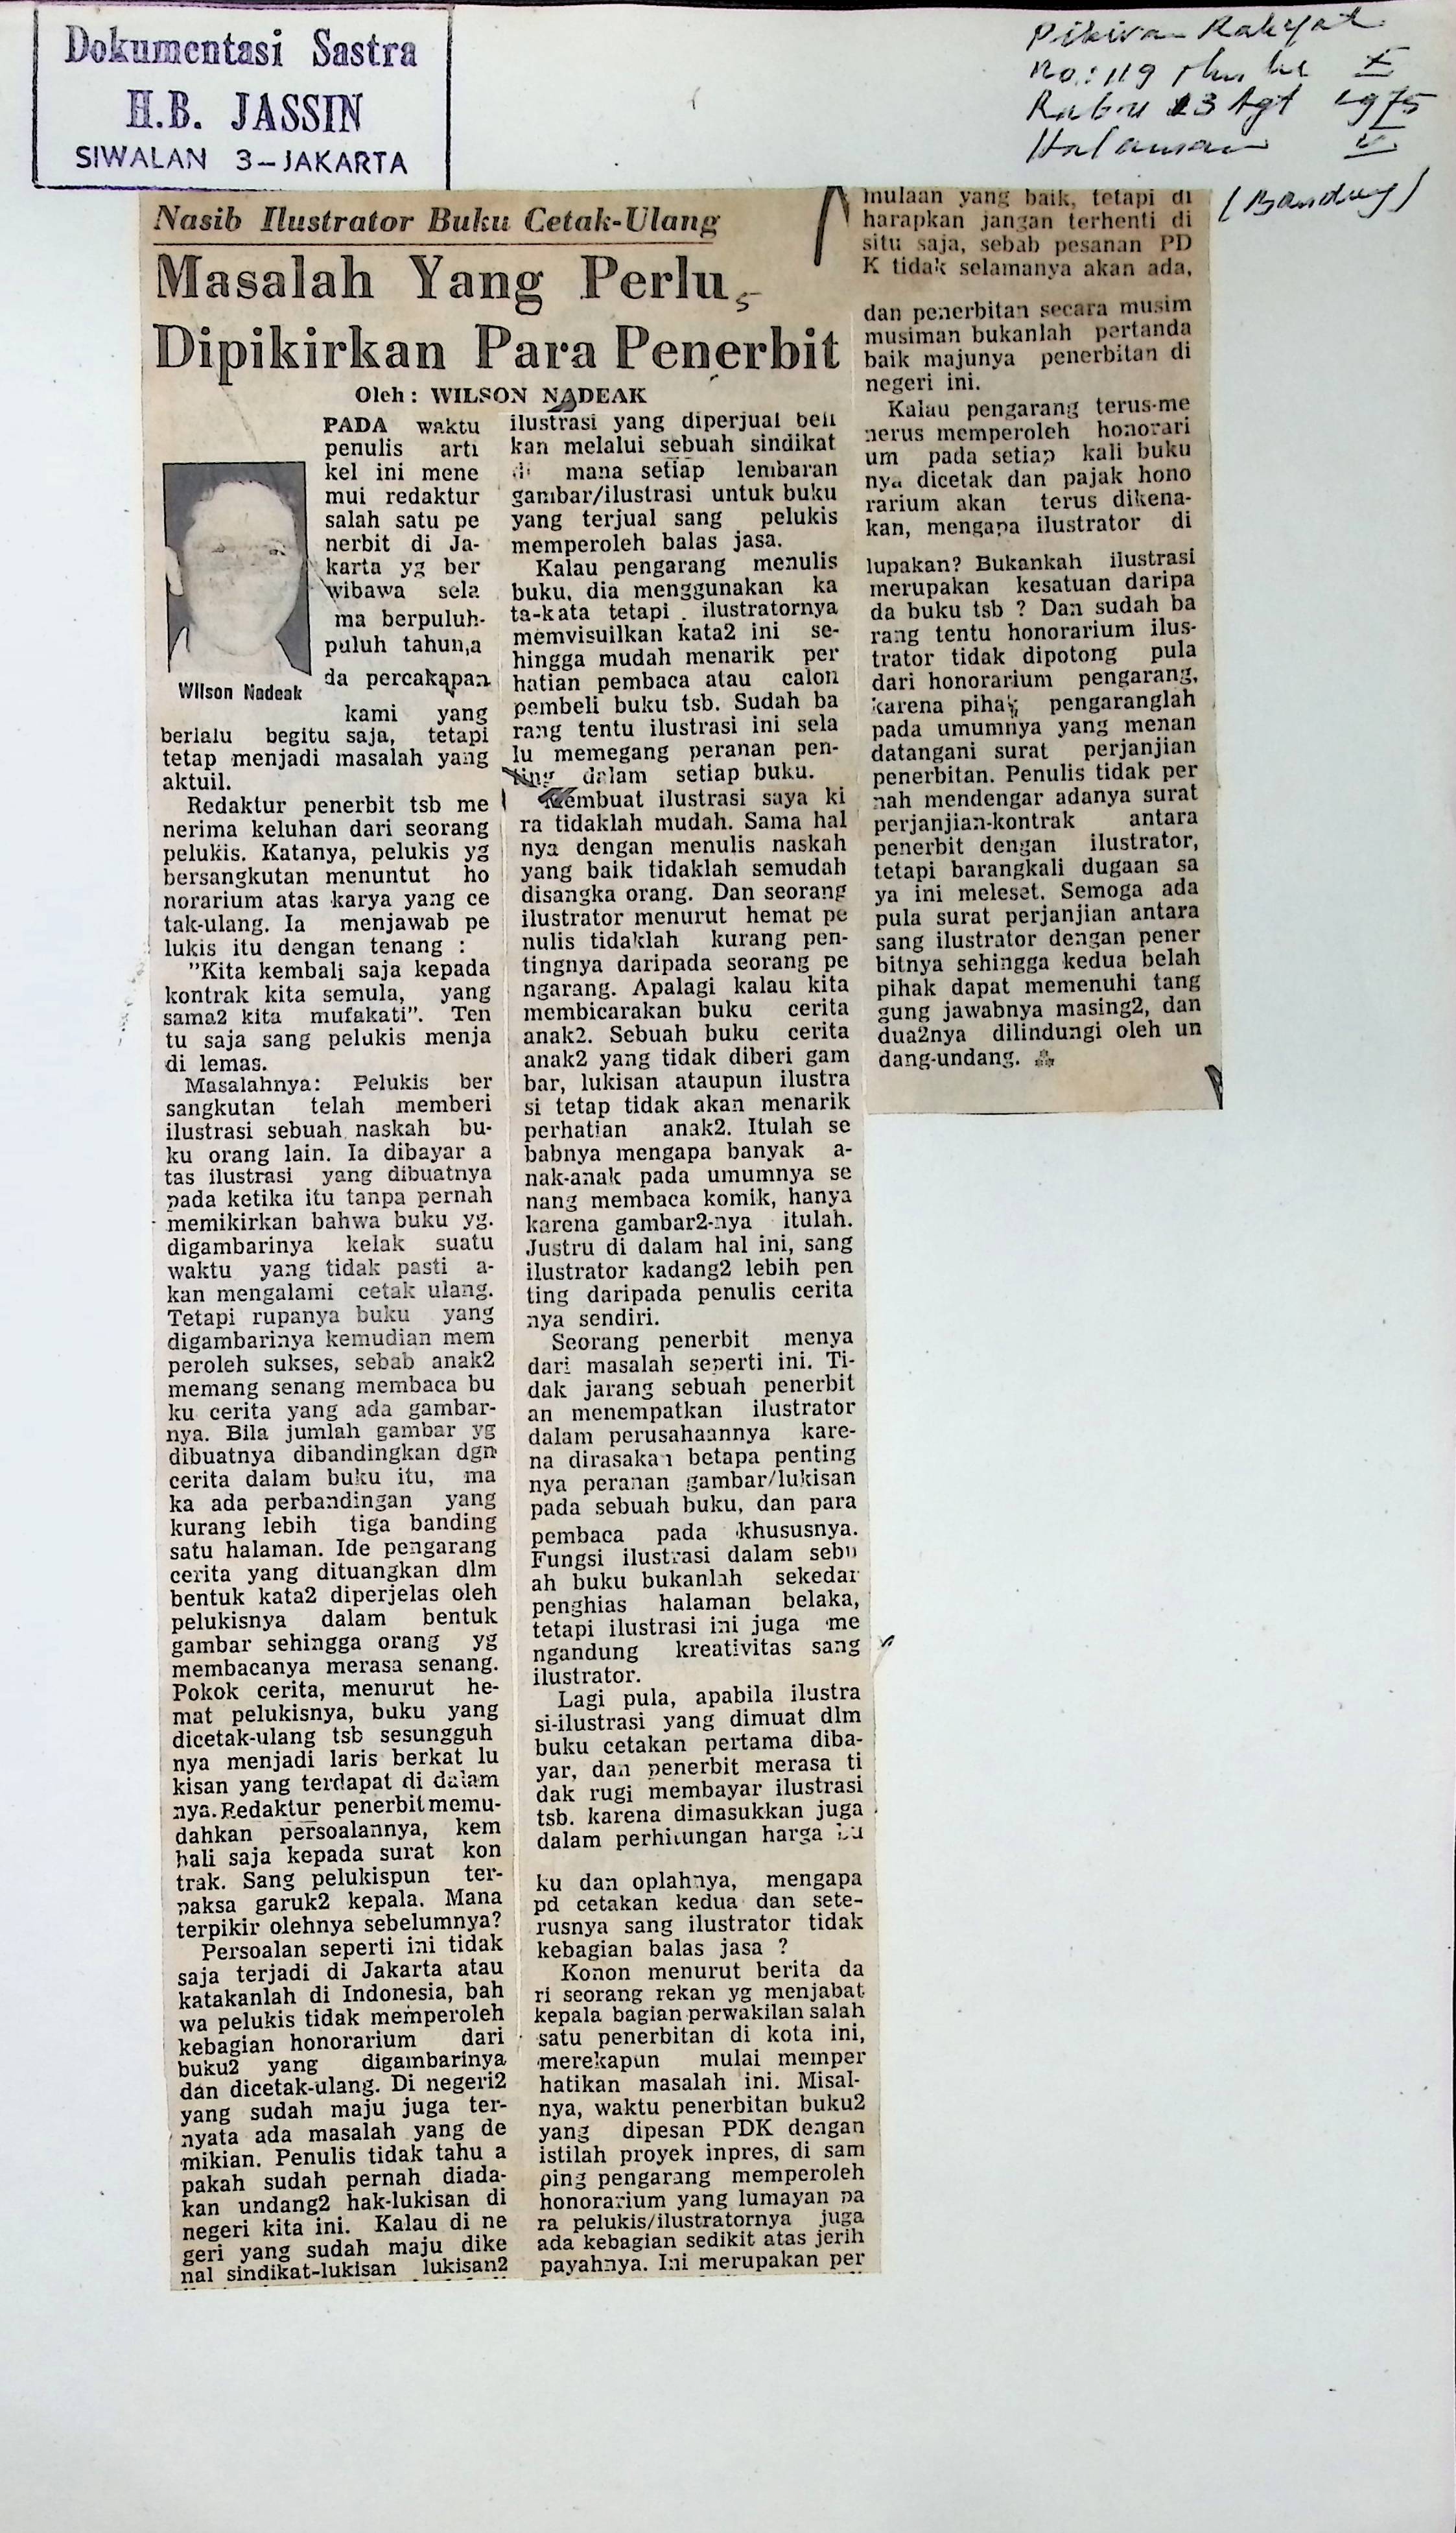 Dokumentasi Sastra
H.B. JASSIN
SIWALAN 3-JAKARTA
Pikiran Rakyat
No: 119 thn ke X
Rabu 13 Agt 1975
Halaman V
(Bandung)
Nasib Ilustrator Buku Cetak-Ulang
Masalah Yang Perlu
Dipikirkan Para Penerbit
Oleh : WILSON NADEAK
PADA waktu
penulis arti
kel ini mene
mui redaktur
salah satu pe
nerbit di Ja-
karta yg ber
wibawa sela
ma berpuluh-
puluh tahun,a
da percakapan
Wilson Nadeak
kami yang
berlalu begitu saja, tetapi
tetap menjadi masalah yang
aktuil.
Redaktur penerbit tsb me
nerima keluhan dari seorang
pelukis. Katanya, pelukis yg
bersangkutan menuntut ho
norarium atas karya yang ce
tak-ulang. Ia menjawab pe
lukis itu dengan tenang :
"Kita kembali saja kepada
kontrak kita semula, yang
sama2 kita mufakati". Ten
tu saja sang pelukis menja
di lemas.
Masalahnya: Pelukis ber
sangkutan telah memberi
ilustrasi sebuah naskah bu-
ku orang lain. Ia dibayar a
tas ilustrasi yang dibuatnya
pada ketika itu tanpa pernah
memikirkan bahwa buku yg.
digambarinya kelak suatu
waktu yang tidak pasti a-
kan mengalami cetak ulang.
Tetapi rupanya buku yang
digambarinya kemudian mem
peroleh sukses, sebab anak2
memang senang membaca bu
ku cerita yang ada gambar-
nya. Bila jumlah gambar yg
dibuatnya dibandingkan dgn
cerita dalam buku itu, ma
ka ada perbandingan yang
kurang lebih tiga banding
satu halaman. Ide pengarang
cerita yang dituangkan dlm
bentuk kata2 diperjelas oleh
pelukisnya dalam bentuk
gambar sehingga orang yg
membacanya merasa senang.
Pokok cerita, menurut he-
mat pelukisnya, buku yang
dicetak-ulang tsb sesungguh
nya menjadi laris berkat lu
kisan yang terdapat di dalam
nya. Redaktur penerbit memu-
dahkan persoalannya, kem
bali saja kepada surat kon
trak. Sang pelukispun ter-
paksa garuk2 kepala. Mana
terpikir olehnya sebelumnya?
Persoalan seperti ini tidak
saja terjadi di Jakarta atau
katakanlah di Indonesia, bah
wa pelukis tidak memperoleh
kebagian honorarium dari
buku2 yang digambarinya
dan dicetak-ulang. Di negeri2
yang sudah maju juga ter-
nyata ada masalah yang de
mikian. Penulis tidak tahu a
pakah sudah pernah diada-
kan undang2 hak-lukisan di
negeri kita ini. Kalau di ne
geri yang sudah maju dike
nal sindikat-lukisan lukisan2
ilustrasi yang diperjual beli
kan melalui sebuah sindikat
di mana setiap lembaran
gambar/ilustrasi untuk buku
yang terjual sang pelukis
memperoleh balas jasa.
Kalau pengarang menulis
buku, dia menggunakan ka
ta-kata tetapi ilustratornya
memvisuilkan kata2 ini se-
hingga mudah menarik per
hatian pembaca atau calon
pembeli buku tsb. Sudah ba
rang tentu ilustrasi ini sela
lu memegang peranan pen-
ting dalam setiap buku.
Membuat ilustrasi saya ki
ra tidaklah mudah. Sama hal
nya dengan menulis naskah
yang baik tidaklah semudah
disangka orang. Dan seorang
ilustrator menurut hemat pe
nulis tidaklah kurang pen-
tingnya daripada seorang pe
ngarang. Apalagi kalau kita
membicarakan buku cerita
anak2. Sebuah buku cerita
anak2 yang tidak diberi gam
bar, lukisan ataupun ilustra
si tetap tidak akan menarik
perhatian anak2. Itulah se
babnya mengapa banyak a-
nak-anak pada umumnya se
nang membaca komik, hanya
karena gambar2-nya itulah.
Justru di dalam hal ini, sang
ilustrator kadang2 lebih pen
ting daripada penulis cerita
nya sendiri.
Seorang penerbit menya
dari masalah seperti ini. Ti-
dak jarang sebuah penerbit
an menempatkan ilustrator
dalam perusahaannya kare-
na dirasakan betapa penting
nya peranan gambar/lukisan
pada sebuah buku, dan para
pembaca pada khususnya.
Fungsi ilustrasi dalam sebu
ah buku bukanlah sekedar
penghias halaman belaka,
tetapi ilustrasi ini juga me
ngandung kreativitas sang
ilustrator.
Lagi pula, apabila ilustra
si-ilustrasi yang dimuat dlm
buku cetakan pertama diba-
yar, dan penerbit merasa ti
dak rugi membayar ilustrasi
tsb. karena dimasukkan juga
dalam perhitungan harga bu
ku dan oplahnya, mengapa
pd cetakan kedua dan sete-
rusnya sang ilustrator tidak
kebagian balas jasa ?
Konon menurut berita da
ri seorang rekan yg menjabat
kepala bagian perwakilan salah
satu penerbitan di kota ini,
merekapun mulai memper
hatikan masalah ini. Misal-
nya, waktu penerbitan buku2
yang dipesan PDK dengan
istilah proyek inpres, di sam
ping pengarang memperoleh
honorarium yang lumayan pa
ra pelukis/ilustratornya juga
ada kebagian sedikit atas jerih
payahnya. Ini merupakan per
mulaan yang baik, tetapi di
harapkan jangan terhenti di
situ saja, sebab pesanan PD
K tidak selamanya akan ada,
dan penerbitan secara musim
musiman bukanlah pertanda
baik majunya penerbitan di
negeri ini.
Kalau pengarang terus-me
nerus memperoleh honorari
um pada setiap kali buku
nya dicetak dan pajak hono
rarium akan terus dikena-
kan, mengapa ilustrator di
lupakan? Bukankah ilustrasi
merupakan kesatuan daripa
da buku tsb ? Dan sudah ba
rang tentu honorarium ilus-
trator tidak dipotong pula
dari honorarium pengarang,
karena pihak pengaranglah
pada umumnya yang menan
datangani surat perjanjian
penerbitan. Penulis tidak per
nah mendengar adanya surat
perjanjian-kontrak antara
penerbit dengan ilustrator,
tetapi barangkali dugaan sa
ya ini meleset. Semoga ada
pula surat perjanjian antara
sang ilustrator dengan pener
bitnya sehingga kedua belah
pihak dapat memenuhi tang
gung jawabnya masing2, dan
dua2nya dilindungi oleh un
dang-undang.